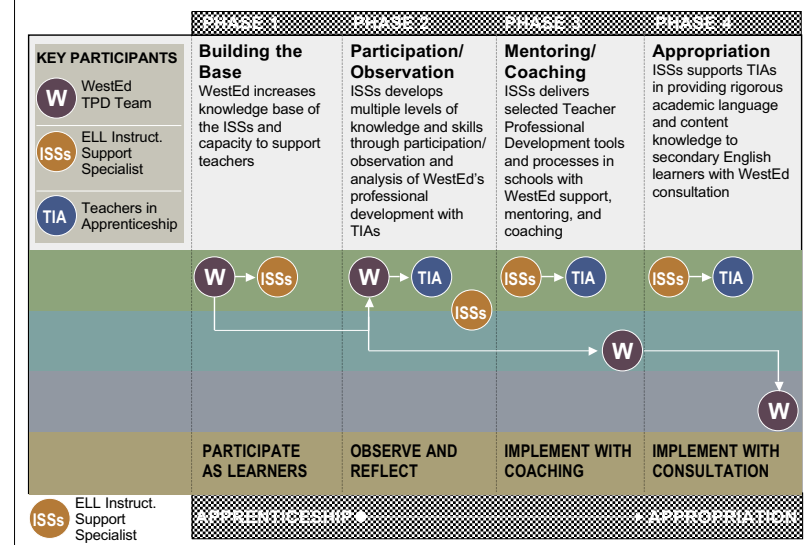 PHASE 1
PHASE 2
PHASE 3
PHASE 4
KEY PARTICIPANTS
W
WestEd
TPD Team
ISSs
ELL Instruct.
Support
Specialist
TIA
Teachers in
Apprenticeship
Building the
Base
WestEd increases
knowledge base of
the ISSs and
capacity to support
teachers
Participation/
Observation
ISSs develops
multiple levels of
knowledge and skills
through participation/
observation and
analysis of WestEd's
professional
development with
TIAs
Mentoring/
Coaching
ISSs delivers
selected Teacher
Professional
Development tools
and processes in
schools with
WestEd support,
mentoring, and
coaching
Appropriation
ISSs supports TIAs
in providing rigorous
academic language
and content
knowledge to
secondary English
learners with WestEd
consultation
W
ISSs
W
TIA
ISSs
ISSs
TIA
ISSs
TIA
W
W
PARTICIPATE
AS LEARNERS
OBSERVE AND
REFLECT
IMPLEMENT WITH
COACHING
IMPLEMENT WITH
CONSULTATION
ISSs
ELL Instruct.
Support
Specialist
APPRENTICESHIP
APPROPRIATION